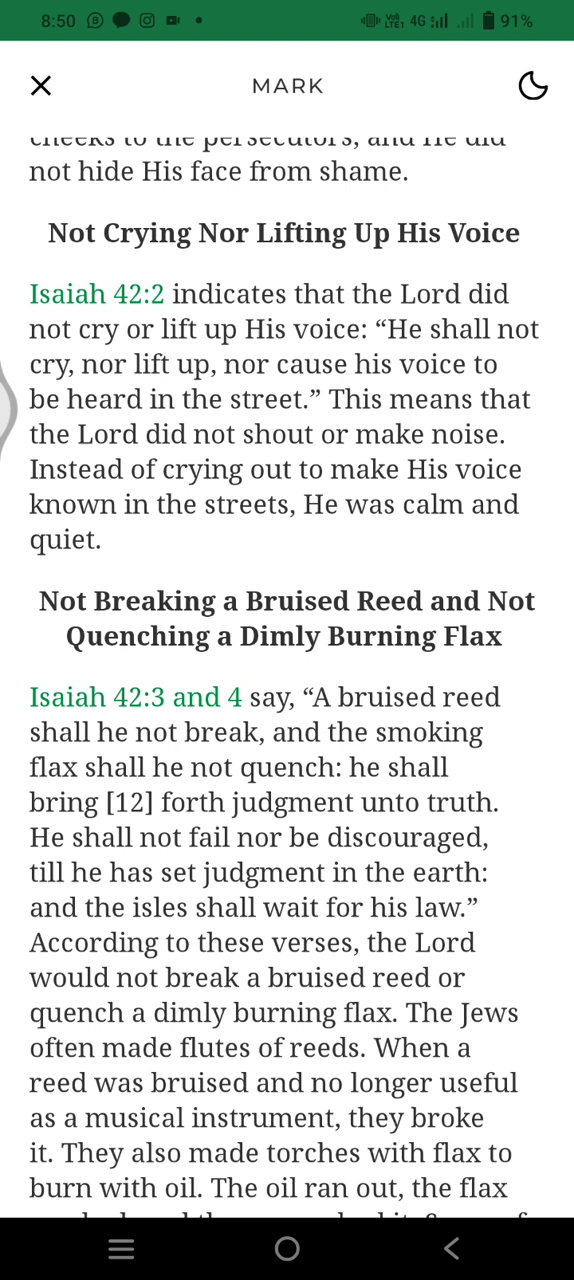 8:50 VoI) LTE1 4G 91%
MARK
cheeks to the persecutors, and He did
not hide His face from shame.
Not Crying Nor Lifting Up His Voice
Isaiah 42:2 indicates that the Lord did
not cry or lift up His voice: “He shall not
cry, nor lift up, nor cause his voice to
be heard in the street.” This means that
the Lord did not shout or make noise.
Instead of crying out to make His voice
known in the streets, He was calm and
quiet.
Not Breaking a Bruised Reed and Not
Quenching a Dimly Burning Flax
Isaiah 42:3 and 4 say, “A bruised reed
shall he not break, and the smoking
flax shall he not quench: he shall
bring [12] forth judgment unto truth.
He shall not fail nor be discouraged,
till he has set judgment in the earth:
and the isles shall wait for his law.”
According to these verses, the Lord
would not break a bruised reed or
quench a dimly burning flax. The Jews
often made flutes of reeds. When a
reed was bruised and no longer useful
as a musical instrument, they broke
it. They also made torches with flax to
burn with oil. The oil ran out, the flax